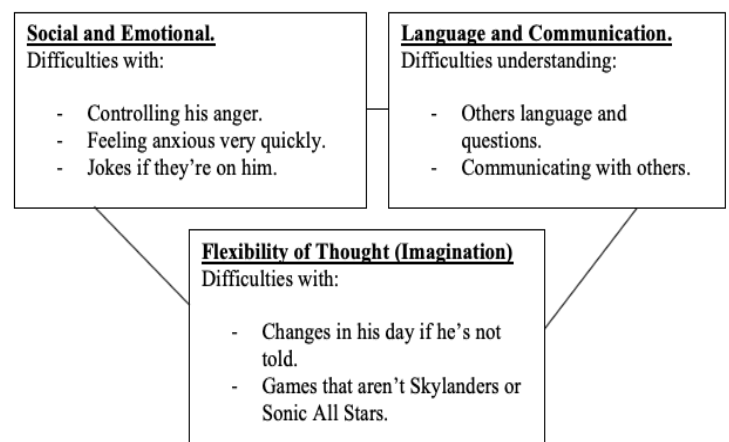 Social and Emotional.
Difficulties with:
- Controlling his anger.
- Feeling anxious very quickly.
- Jokes if they're on him.
Language and Communication.
Difficulties understanding:
- Others language and
questions.
- Communicating with others.
Flexibility of Thought (Imagination)
Difficulties with:
- Changes in his day if he's not
told.
- Games that aren't Skylanders or
Sonic All Stars.